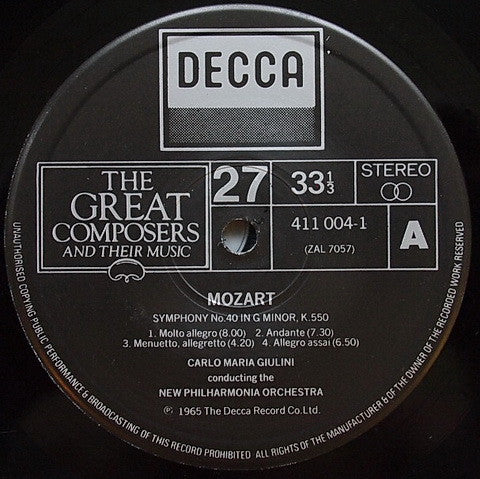 DECCA
THE
GREAT
COMPOSERS
AND THEIR MUSIC
27
33⅓
STEREO
411 004-1
(ZAL 7057)
A
MOZART
SYMPHONY No.40 IN G MINOR, K.550
1. Molto allegro (8.00) 2. Andante (7.30)
3. Menuetto, allegretto (4.20) 4. Allegro assai (6.50)
CARLO MARIA GIULINI
conducting the
NEW PHILHARMONIA ORCHESTRA
℗ 1965 The Decca Record Co. Ltd.
UNAUTHORISED COPYING PUBLIC PERFORMANCE & BROADCASTING OF THIS RECORD PROHIBITED ALL RIGHTS OF THE MANUFACTURER & OF THE OWNER OF THE RECORDED WORK RESERVED